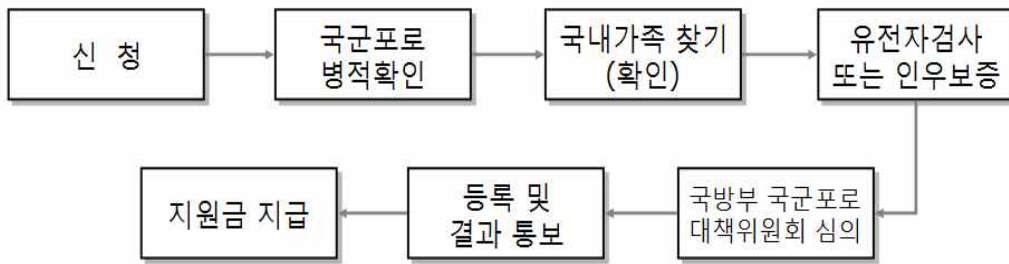 신 청
국군포로
병적확인
국내가족 찾기
(확인)
유전자검사
또는 인우보증
국방부 국군포로
대책위원회 심의
등록 및
결과 통보
지원금 지급